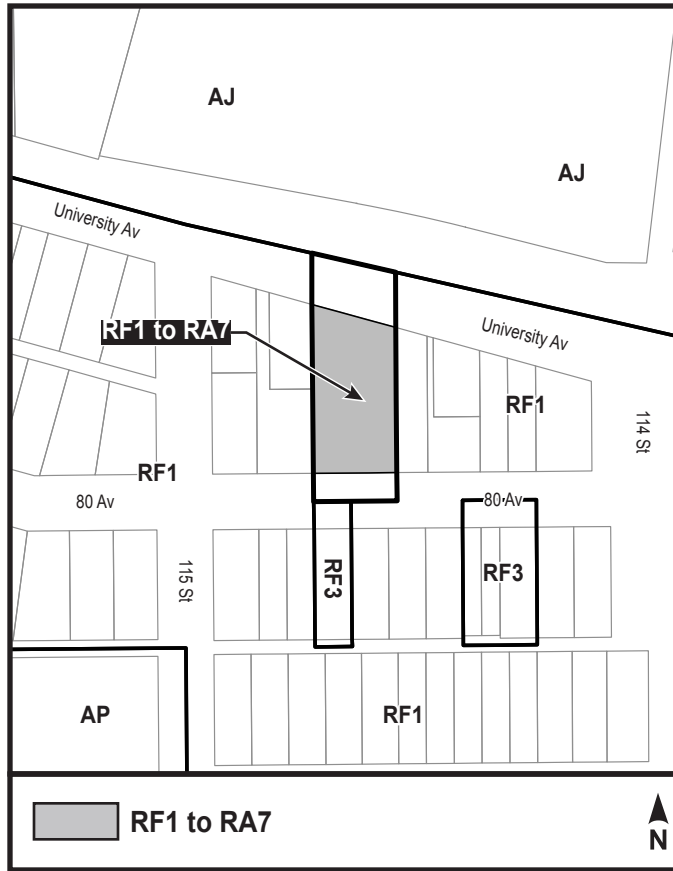 AJ
AJ
University Av
RF1 to RA7
University Av
RF1
114 St
RF1
80 Av
80 Av
115 St
RF3
RF3
AP
RF1
RF1 to RA7
N